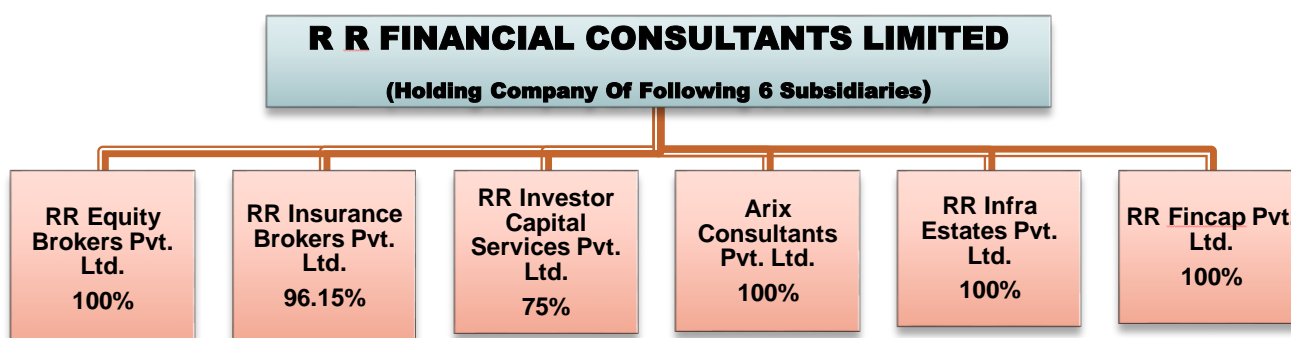 R R FINANCIAL CONSULTANTS LIMITED
(Holding Company Of Following 6 Subsidiaries)
RR Equity
Brokers Pvt.
Ltd.
100%
RR Insurance
Brokers Pvt.
Ltd.
96.15%
RR Investor
Capital
Services Pvt.
Ltd.
75%
Arix
Consultants
Pvt. Ltd.
100%
RR Infra
Estates Pvt.
Ltd.
100%
RR Fincap Pvt.
Ltd.
100%